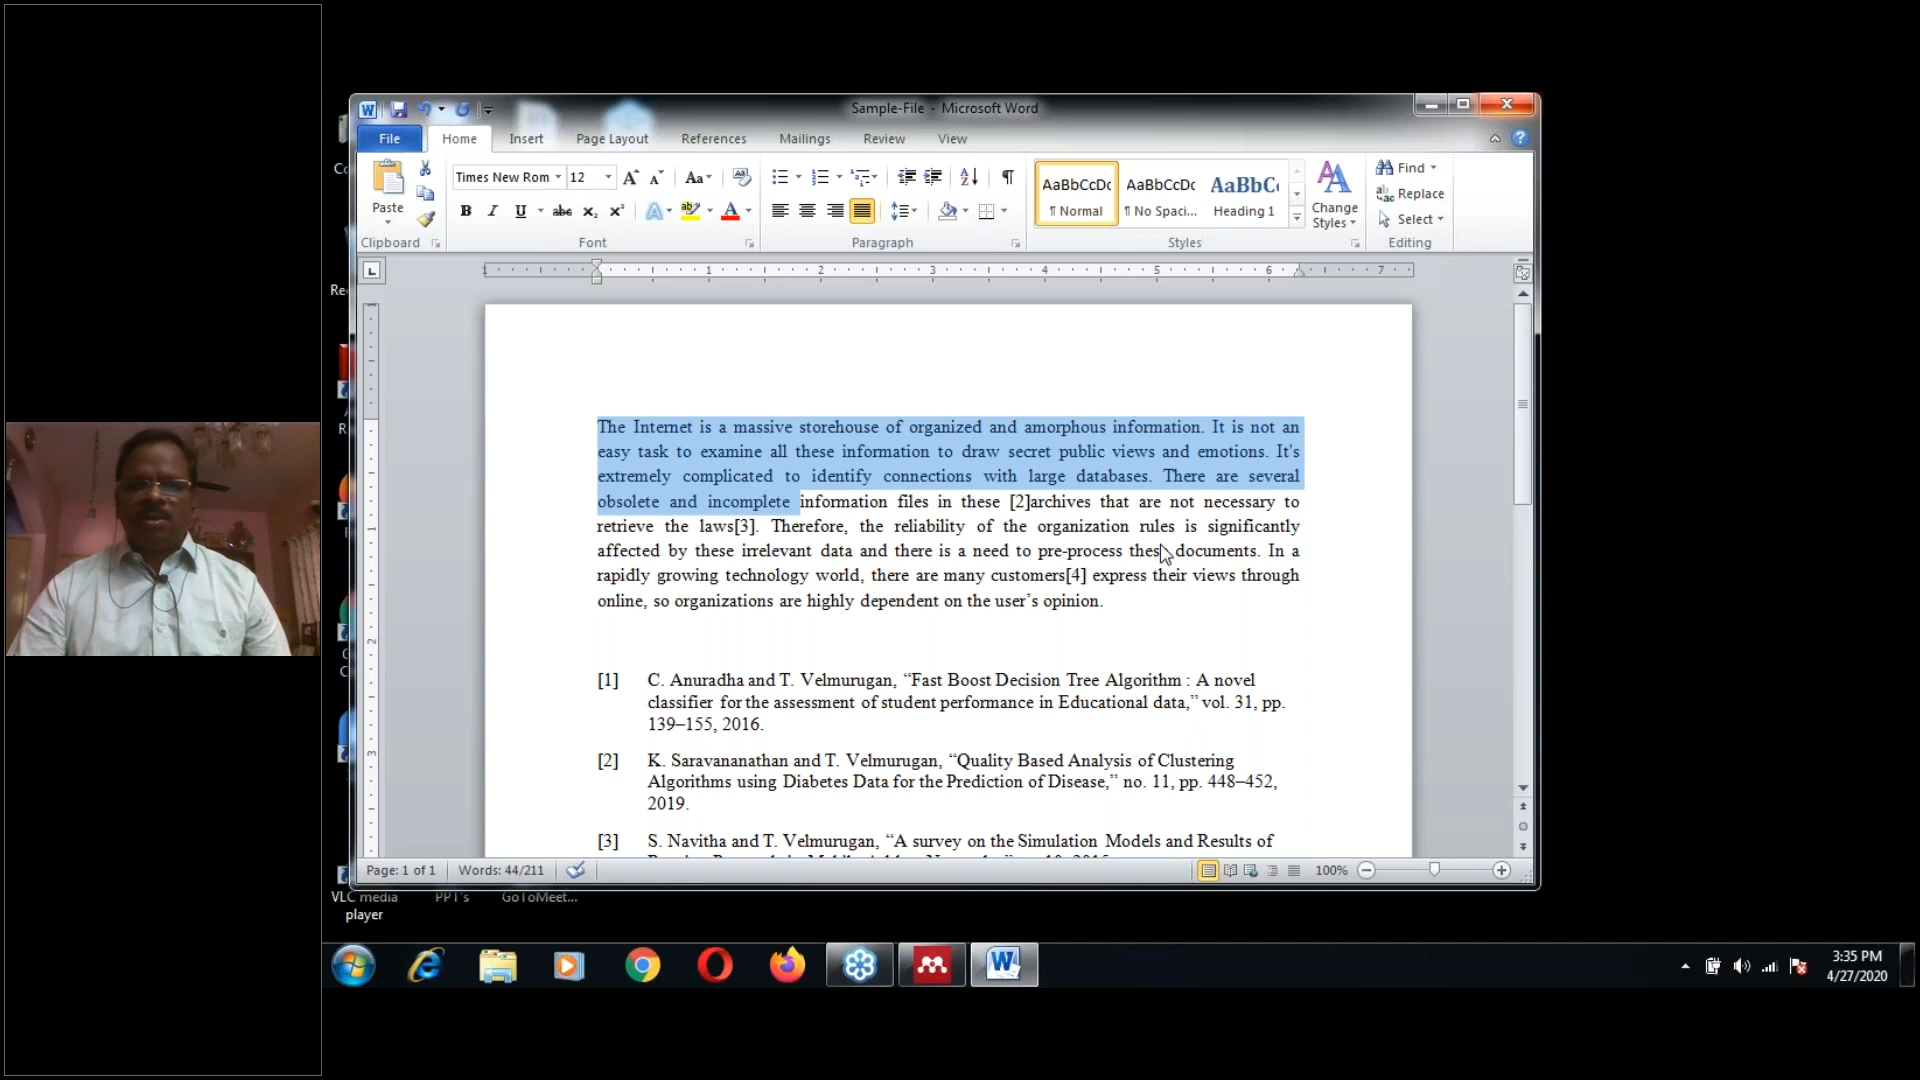 Sample-File - Microsoft Word
File Home Insert Page Layout References Mailings Review View
Times New Rom 12
Paste
Clipboard Font Paragraph Styles Editing
AaBbCcDc AaBbCcDc AaBbC
¶ Normal ¶ No Spaci... Heading 1
Change
Styles
Find
Replace
Select
1 1 2 3 4 5 6 7
The Internet is a massive storehouse of organized and amorphous information. It is not an
easy task to examine all these information to draw secret public views and emotions. It's
extremely complicated to identify connections with large databases. There are several
obsolete and incomplete information files in these [2]archives that are not necessary to
retrieve the laws[3]. Therefore, the reliability of the organization rules is significantly
affected by these irrelevant data and there is a need to pre-process these documents. In a
rapidly growing technology world, there are many customers[4] express their views through
online, so organizations are highly dependent on the user’s opinion.
[1] C. Anuradha and T. Velmurugan, “Fast Boost Decision Tree Algorithm : A novel
classifier for the assessment of student performance in Educational data,” vol. 31, pp.
139–155, 2016.
[2] K. Saravananathan and T. Velmurugan, “Quality Based Analysis of Clustering
Algorithms using Diabetes Data for the Prediction of Disease,” no. 11, pp. 448–452,
2019.
[3] S. Navitha and T. Velmurugan, “A survey on the Simulation Models and Results of
Page: 1 of 1 Words: 44/211 100%
VLC media
player
PPT's
GoToMeet...
3:35 PM
4/27/2020